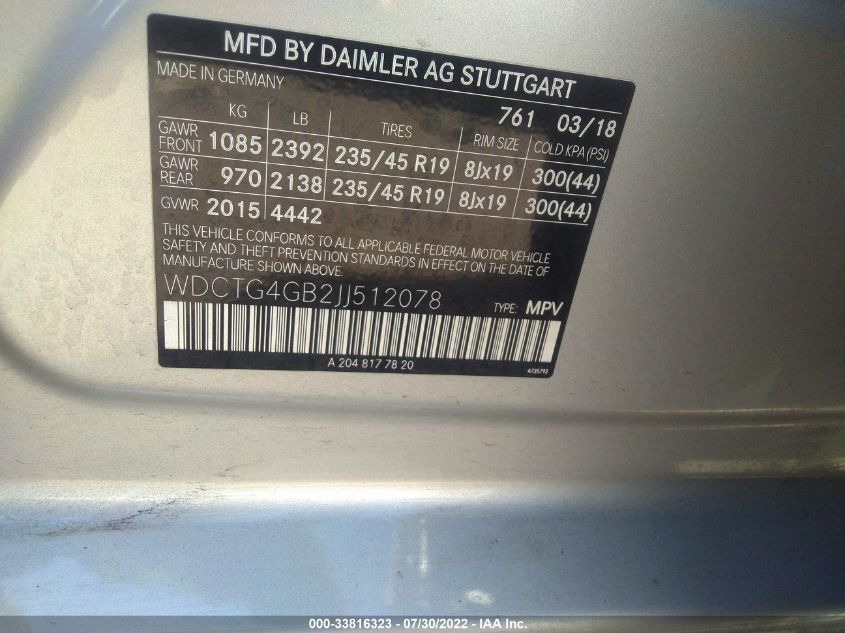 MFD BY DAIMLER AG STUTTGART
MADE IN GERMANY 761 03/18
KG LB TIRES RIM SIZE COLD KPA (PSI)
GAWR FRONT 1085 2392 235/45 R19 8Jx19 300(44)
GAWR REAR 970 2138 235/45 R19 8Jx19 300(44)
GVWR 2015 4442
THIS VEHICLE CONFORMS TO ALL APPLICABLE FEDERAL MOTOR VEHICLE
SAFETY AND THEFT PREVENTION STANDARDS IN EFFECT ON THE DATE OF
MANUFACTURE SHOWN ABOVE
WDCTG4GB2JJ512078 TYPE: MPV
A 204 817 78 20
000-33816323 / 07/30/2022 - IAA Inc.